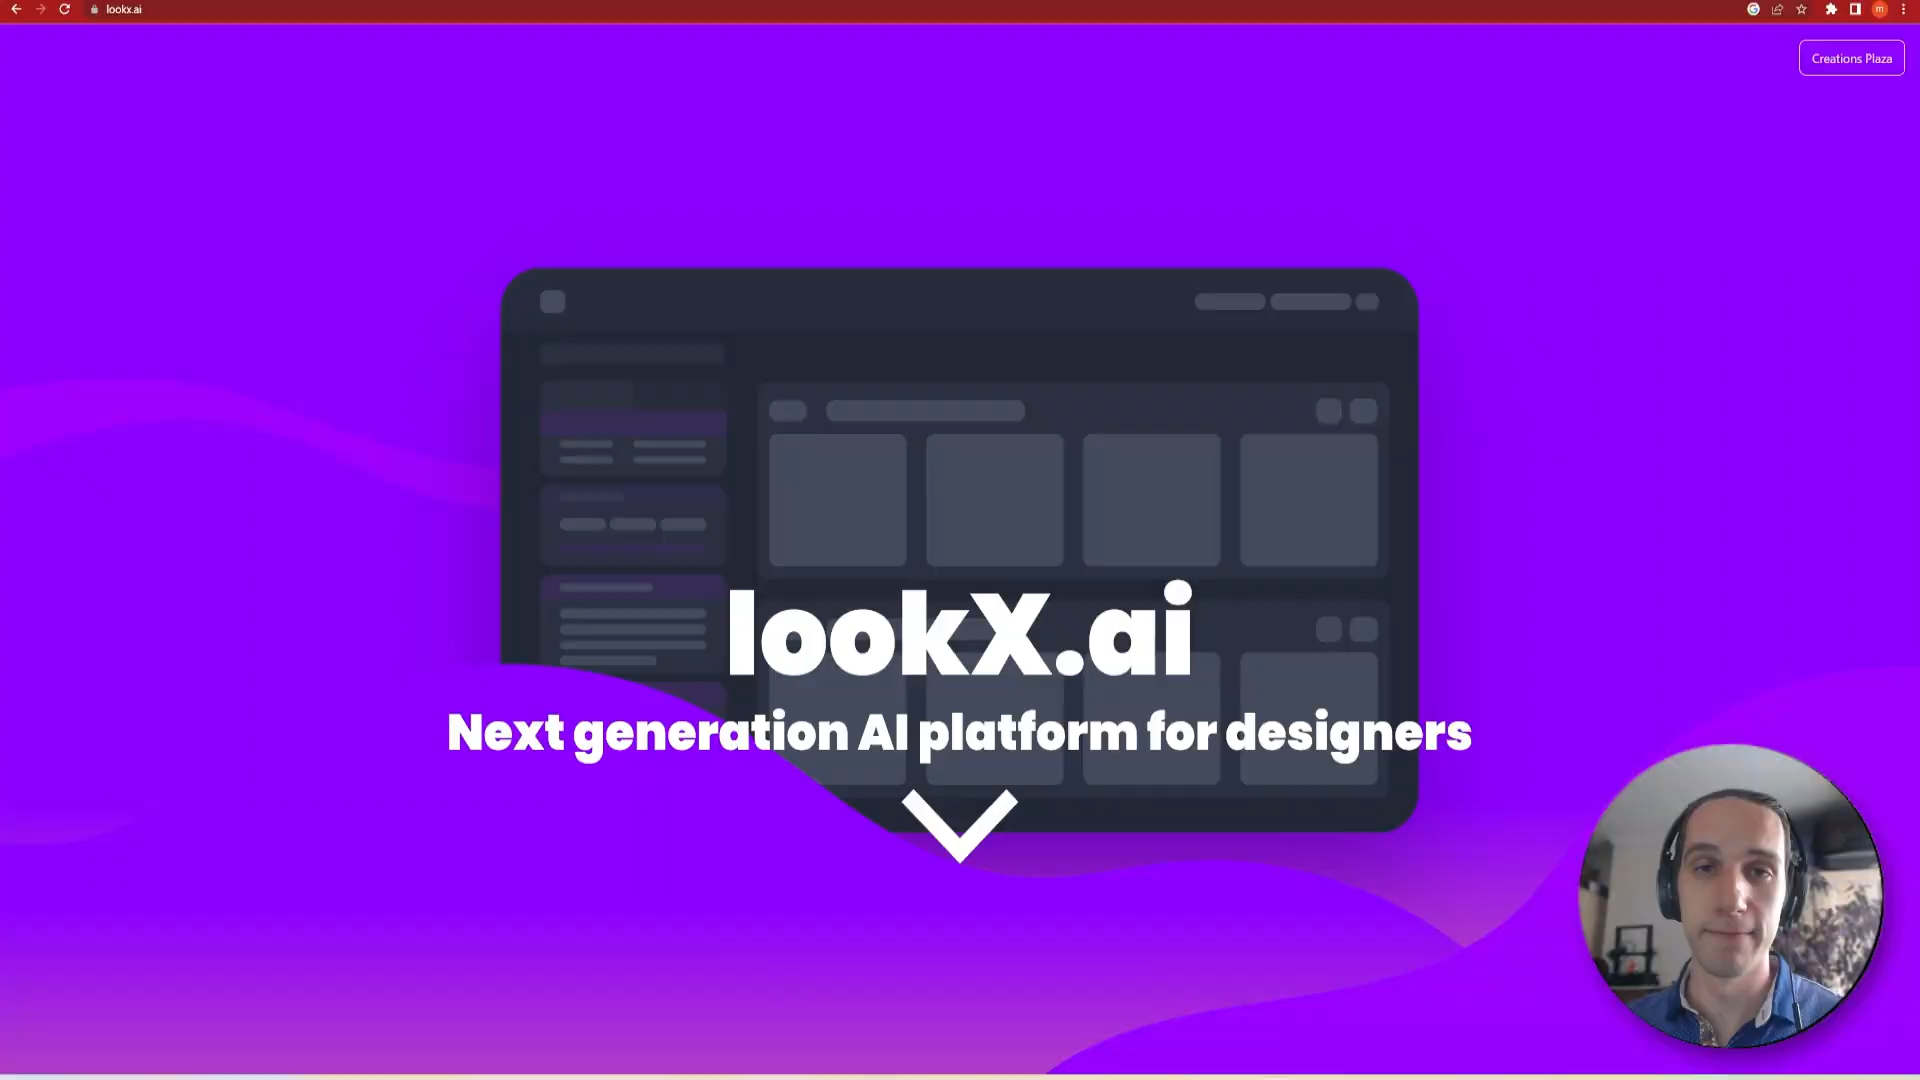 lookx.ai
m
Creations Plaza
lookX.ai
Next generation AI platform for designers